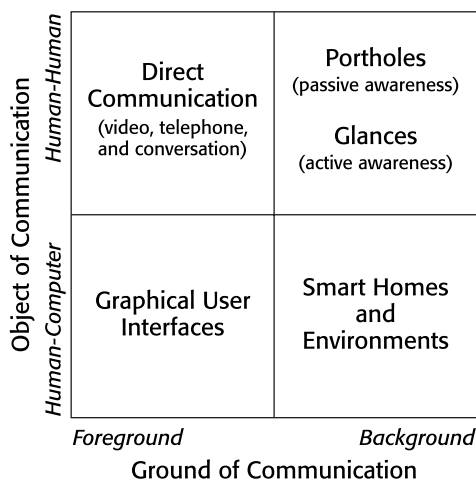 Object of Communication
Human-Human
Human-Computer
Direct
Communication
(video, telephone,
and conversation)
Portholes
(passive awareness)
Glances
(active awareness)
Graphical User
Interfaces
Smart Homes
and
Environments
Foreground
Background
Ground of Communication